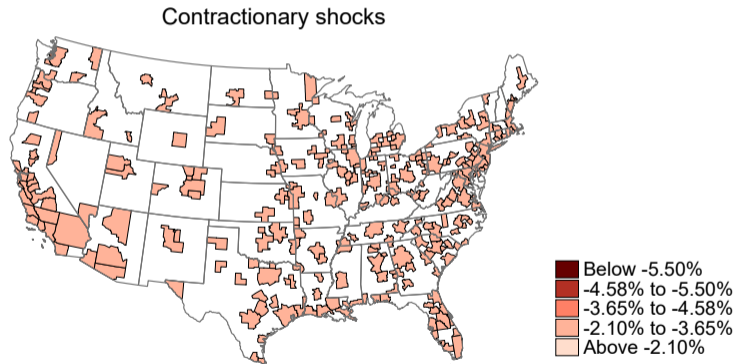 Contractionary shocks
Below -5.50%
-4.58% to -5.50%
-3.65% to -4.58%
-2.10% to -3.65%
Above -2.10%